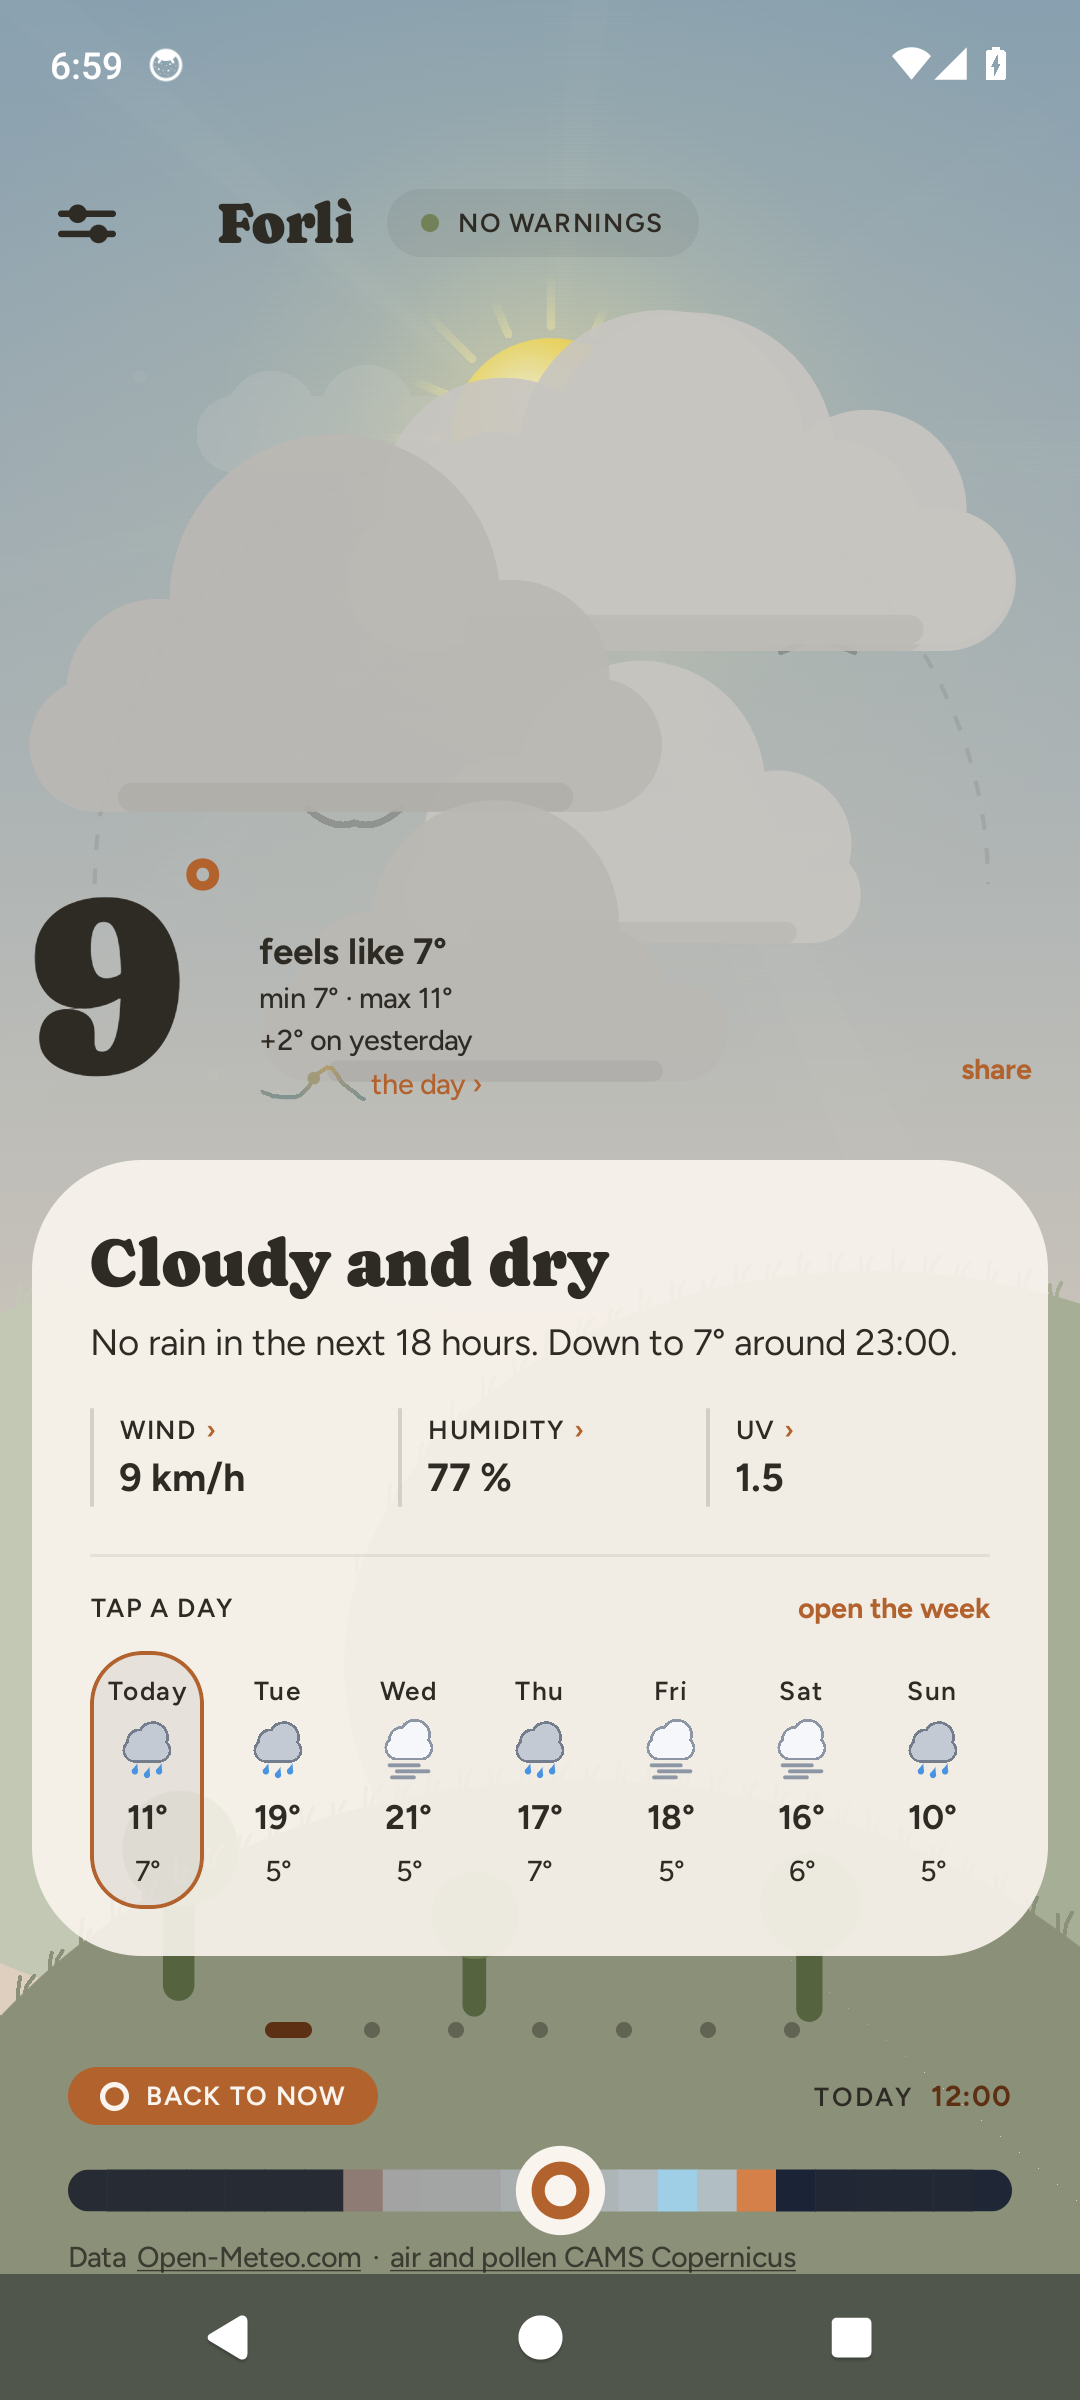 6:59
Forlì
NO WARNINGS
9°
feels like 7°
min 7° · max 11°
+2° on yesterday
the day ›
share
Cloudy and dry
No rain in the next 18 hours. Down to 7° around 23:00.
WIND › HUMIDITY › UV ›
9 km/h 77 % 1.5
TAP A DAY open the week
Today Tue Wed Thu Fri Sat Sun
11° 19° 21° 17° 18° 16° 10°
7° 5° 5° 7° 5° 6° 5°
BACK TO NOW TODAY 12:00
Data Open-Meteo.com · air and pollen CAMS Copernicus